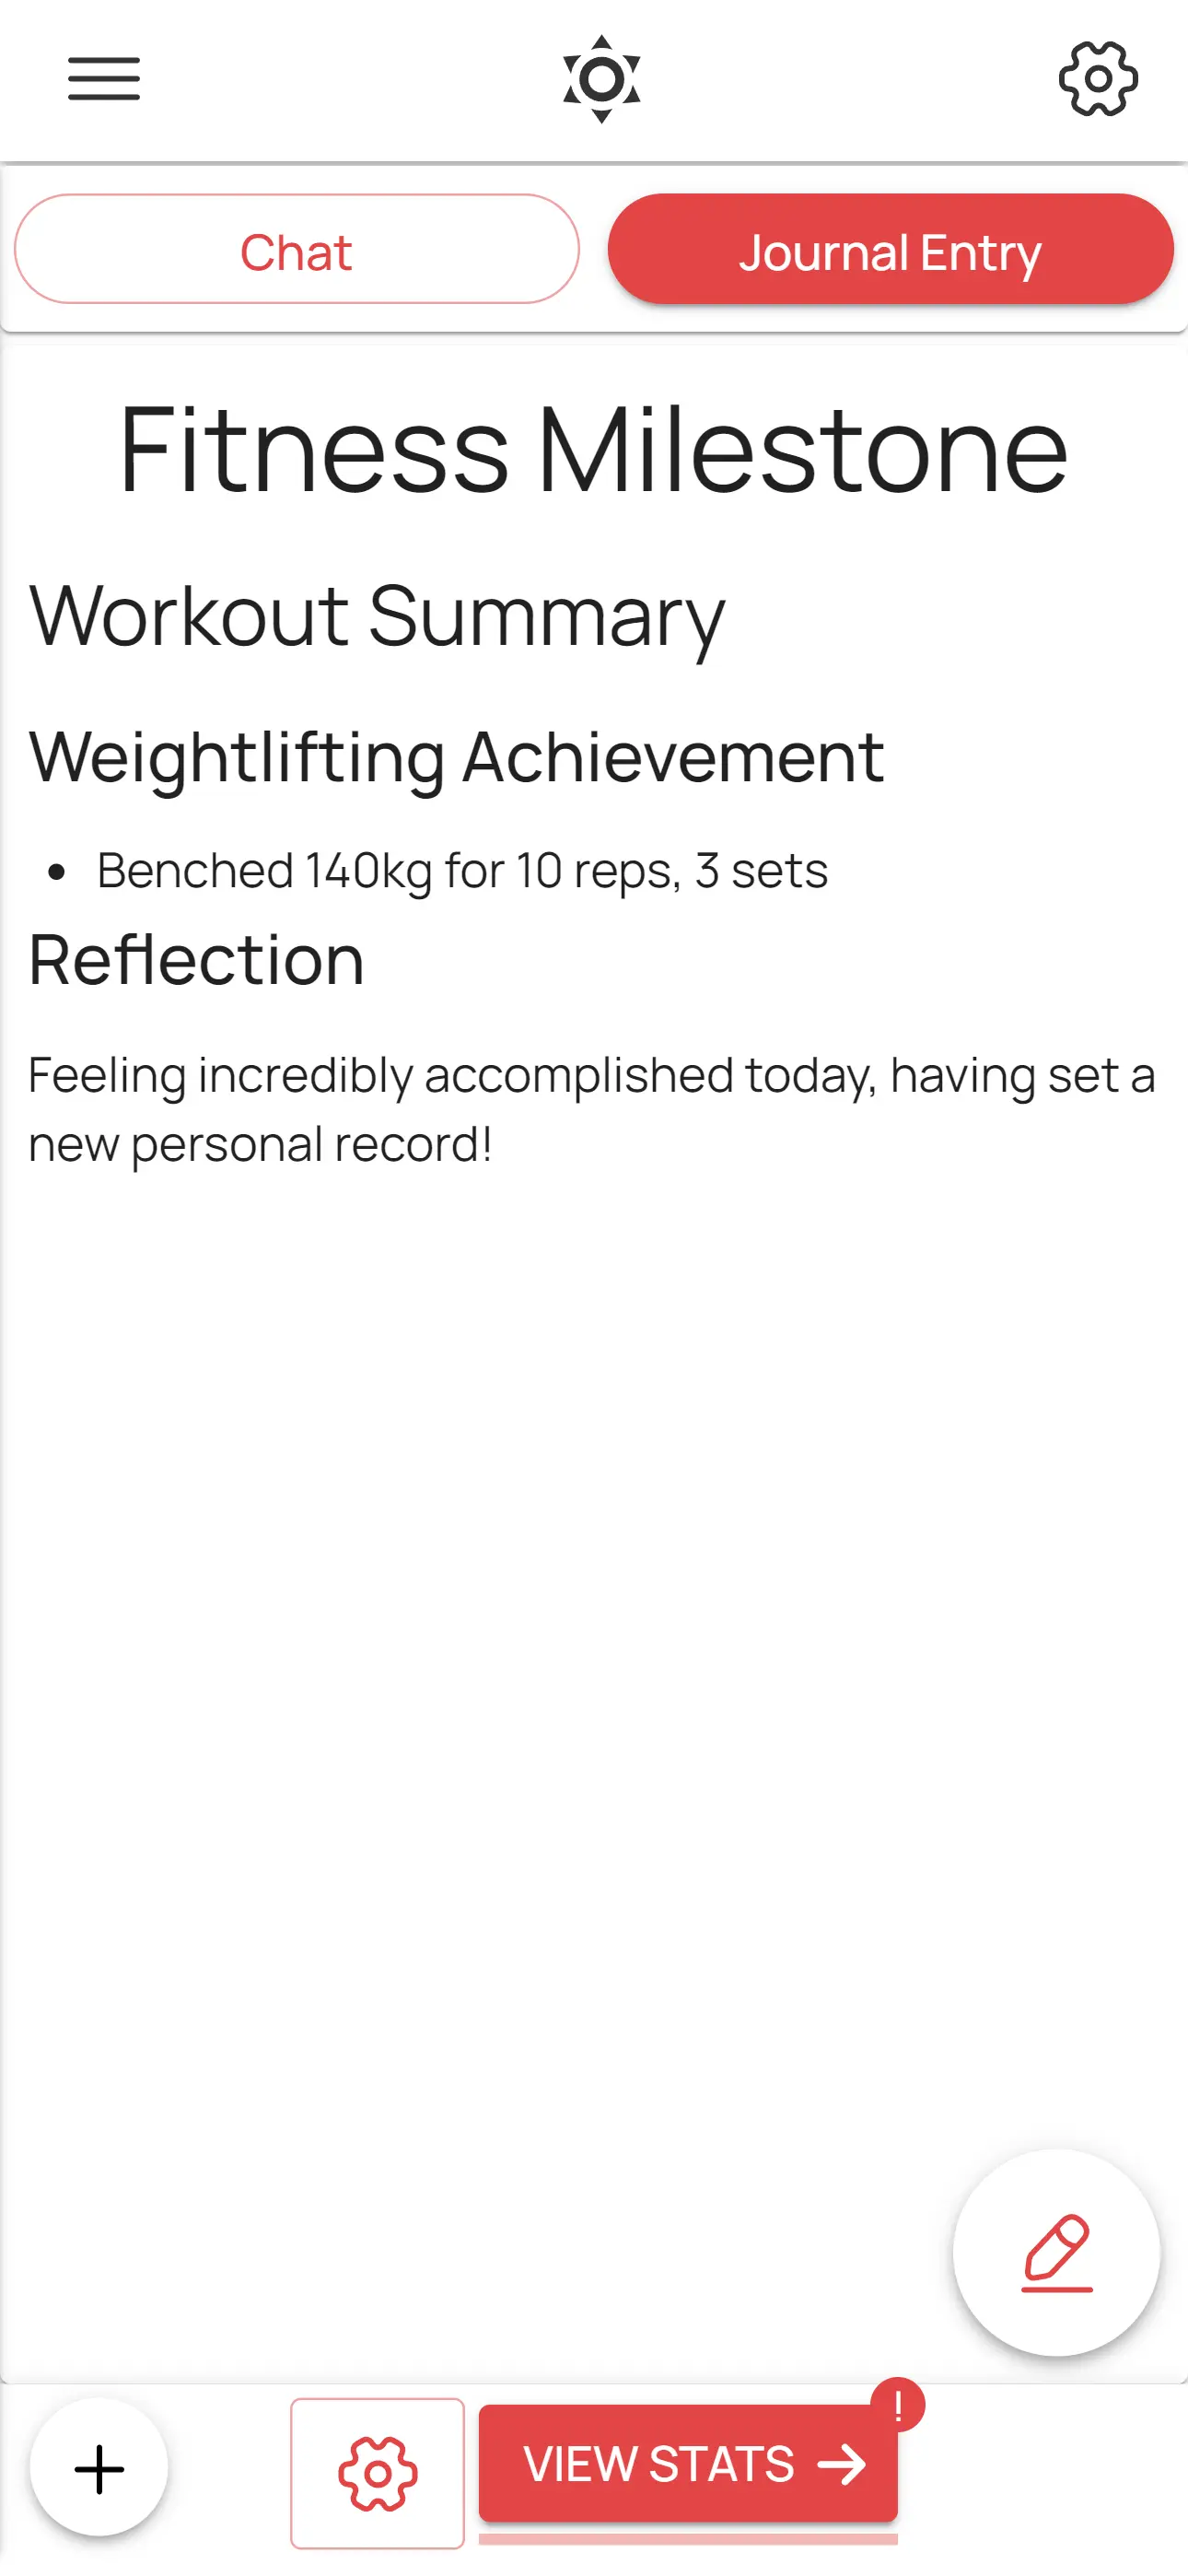 Chat
Journal Entry
Fitness Milestone
Workout Summary
Weightlifting Achievement
• Benched 140kg for 10 reps, 3 sets
Reflection
Feeling incredibly accomplished today, having set a
new personal record!
!
VIEW STATS